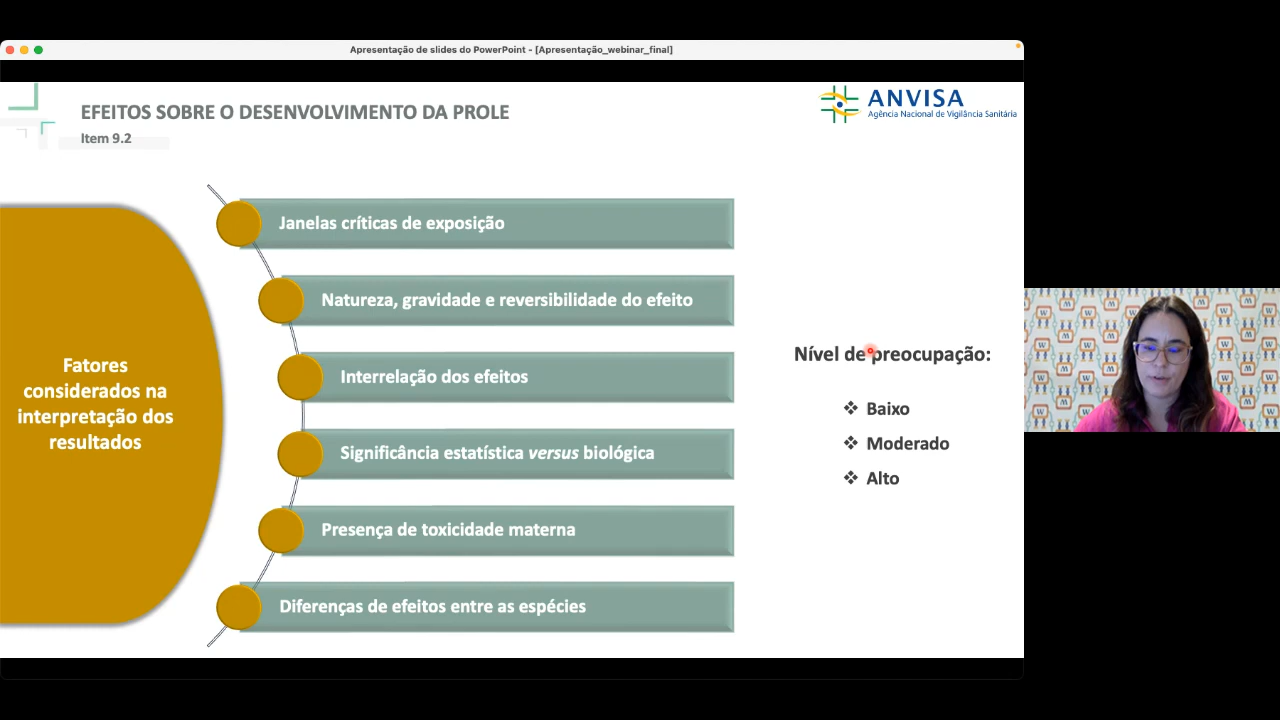 Apresentação de slides do PowerPoint - [Apresentação_webinar_final]
EFEITOS SOBRE O DESENVOLVIMENTO DA PROLE
Item 9.2
ANVISA
Agência Nacional de Vigilância Sanitária
Fatores
considerados na
interpretação dos
resultados
Janelas críticas de exposição
Natureza, gravidade e reversibilidade do efeito
Interrelação dos efeitos
Significância estatística versus biológica
Presença de toxicidade materna
Diferenças de efeitos entre as espécies
Nível de preocupação:
Baixo
Moderado
Alto